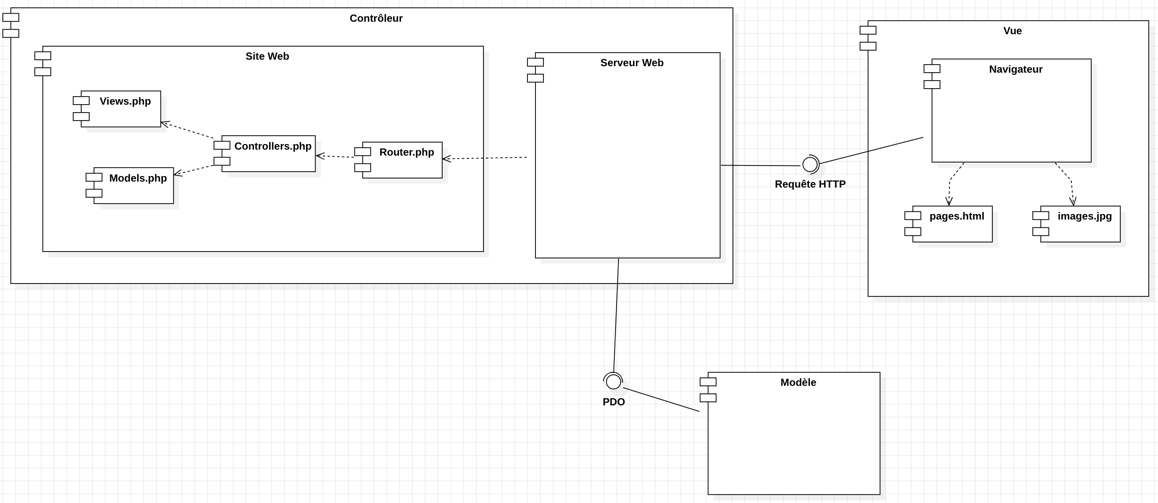 Contrôleur
Site Web
Views.php
Controllers.php
Router.php
Models.php
Serveur Web
Requête HTTP
Vue
Navigateur
pages.html
images.jpg
PDO
Modèle